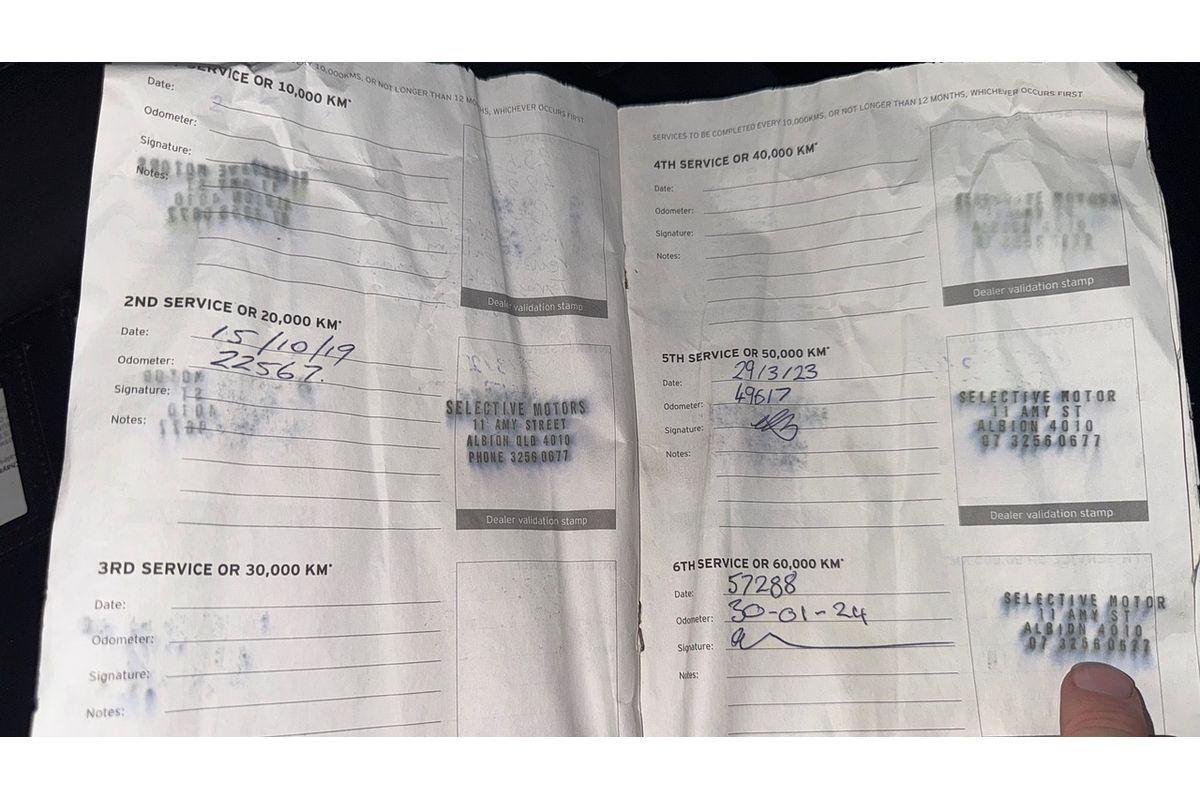 SERVICE OR 10,000 KM*
10,000KMS, OR NOT LONGER THAN 12 MONTHS, WHICHEVER OCCURS FIRST
Date:
Odometer:
Signature:
Notes:
Dealer validation stamp
2ND SERVICE OR 20,000 KM*
Date: 15/10/19
Odometer: 22567.
Signature:
Notes:
SELECTIVE MOTORS
11 AMY STREET
ALBION QLD 4010
PHONE 3256 0677
Dealer validation stamp
3RD SERVICE OR 30,000 KM*
Date:
Odometer:
Signature:
Notes:
SERVICES TO BE COMPLETED EVERY 10,000KMS, OR NOT LONGER THAN 12 MONTHS, WHICHEVER OCCURS FIRST
4TH SERVICE OR 40,000 KM*
Date:
Odometer:
Signature:
Notes:
Dealer validation stamp
5TH SERVICE OR 50,000 KM*
Date: 29/3/23
Odometer: 49617
Signature:
Notes:
SELECTIVE MOTOR
11 AMY ST
ALBION 4010
07 3256 0677
Dealer validation stamp
6TH SERVICE OR 60,000 KM*
Date: 57288
Odometer: 30-01-24
Signature:
Notes:
SELECTIVE MOTOR
11 AMY ST
ALBION 4010
07 3256 0677